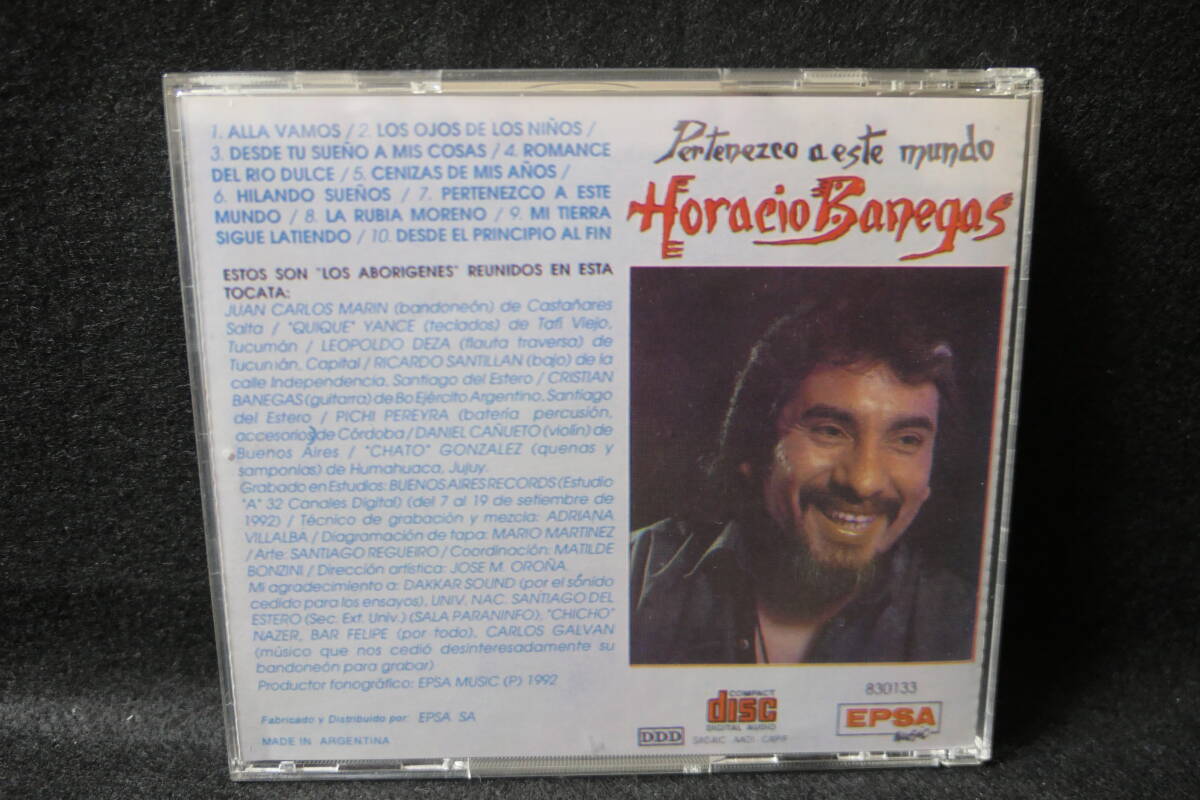 1. ALLA VAMOS / 2. LOS OJOS DE LOS NIÑOS /
3. DESDE TU SUEÑO A MIS COSAS / 4. ROMANCE
DEL RIO DULCE / 5. CENIZAS DE MIS AÑOS /
6. HILANDO SUEÑOS / 7. PERTENEZCO A ESTE
MUNDO / 8. LA RUBIA MORENO / 9. MI TIERRA
SIGUE LATIENDO / 10. DESDE EL PRINCIPIO AL FIN
ESTOS SON "LOS ABORIGENES" REUNIDOS EN ESTA
TOCATA:
JUAN CARLOS MARIN (bandoneón) de Castañares
Salta / "QUIQUE" YANCE (teclados) de Tafí Viejo,
Tucumán / LEOPOLDO DEZA (flauta traversa) de
Tucumán, Capital / RICARDO SANTILLAN (bajo) de la
calle Independencia, Santiago del Estero / CRISTIAN
BANEGAS (guitarra) de Bo Ejército Argentino, Santiago
del Estero / PICHI PEREYRA (batería percusión,
accesorios) de Córdoba / DANIEL CAÑUETO (violín) de
Buenos Aires / "CHATO" GONZALEZ (quenas y
samponias) de Humahuaca, Jujuy.
Grabado en Estudios: BUENOS AIRES RECORDS (Estudio
"A" 32 Canales Digital) (del 7 al 19 de setiembre de
1992) / Técnico de grabación y mezcla: ADRIANA
VILLALBA / Diagramación de tapa: MARIO MARTINEZ
/ Arte: SANTIAGO REGUEIRO / Coordinación: MATILDE
BONZINI / Dirección artística: JOSE M. OROÑA
Mi agradecimiento a: DAKKAR SOUND (por el sonido
cedido para los ensayos), UNIV. NAC. SANTIAGO DEL
ESTERO (Sec. Ext. Univ.) (SALA PARANINFO), "CHICHO"
NAZER, BAR FELIPE (por todo), CARLOS GALVAN
(músico que nos cedió desinteresadamente su
bandoneón para grabar)
Productor fonográfico: EPSA MUSIC (P) 1992
Fabricado y Distribuido por: EPSA SA
MADE IN ARGENTINA
Pertenezco a este mundo
Horacio Banegas
COMPACT
disc
DIGITAL AUDIO
DDD
SADAIC AADI CAPIF
830133
EPSA
MUSIC